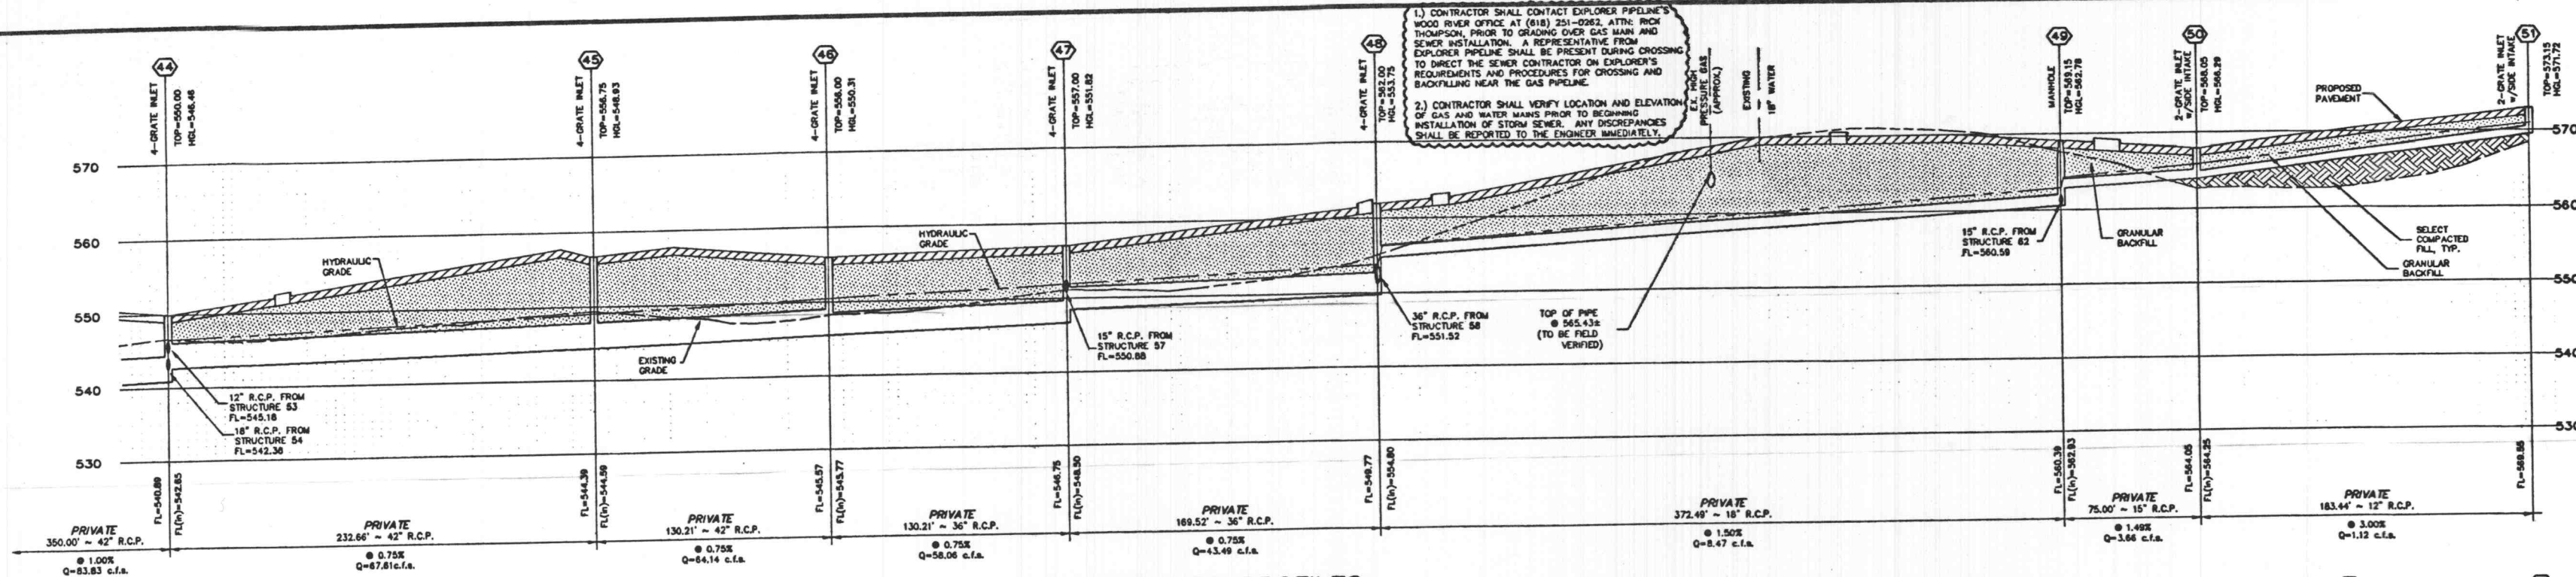 1.) CONTRACTOR SHALL CONTACT EXPLORER PIPELINE'S
WOOD RIVER OFFICE AT (618) 251-0262, ATTN: RICK
THOMPSON, PRIOR TO GRADING OVER GAS MAIN AND
SEWER INSTALLATION. A REPRESENTATIVE FROM
EXPLORER PIPELINE SHALL BE PRESENT DURING CROSSING
TO DIRECT THE SEWER CONTRACTOR ON EXPLORER'S
REQUIREMENTS AND PROCEDURES FOR CROSSING AND
BACKFILLING NEAR THE GAS PIPELINE.
2.) CONTRACTOR SHALL VERIFY LOCATION AND ELEVATION
OF GAS AND WATER MAINS PRIOR TO BEGINNING
INSTALLATION OF STORM SEWER. ANY DISCREPANCIES
SHALL BE REPORTED TO THE ENGINEER IMMEDIATELY.
44
4-GRATE INLET
TOP=550.00
HGL=546.46
45
4-GRATE INLET
TOP=556.75
HGL=548.93
46
4-GRATE INLET
TOP=556.00
HGL=550.31
47
4-GRATE INLET
TOP=557.00
HGL=551.82
48
4-GRATE INLET
TOP=562.00
HGL=553.75
EX. HIGH
PRESSURE GAS
(APPROX.)
EXISTING
18" WATER
49
MANHOLE
TOP=569.15
HGL=562.78
50
2-GRATE INLET
W/SIDE INTAKE
TOP=568.05
HGL=566.29
51
2-GRATE INLET
W/SIDE INTAKE
TOP=573.15
HGL=571.72
PROPOSED
PAVEMENT
570
560
550
540
530
570
560
550
540
530
HYDRAULIC
GRADE
HYDRAULIC
GRADE
EXISTING
GRADE
12" R.C.P. FROM
STRUCTURE 53
FL=545.18
18" R.C.P. FROM
STRUCTURE 54
FL=542.36
15" R.C.P. FROM
STRUCTURE 57
FL=550.88
36" R.C.P. FROM
STRUCTURE 58
FL=551.52
TOP OF PIPE
@ 565.43±
(TO BE FIELD
VERIFIED)
15" R.C.P. FROM
STRUCTURE 62
FL=560.59
GRANULAR
BACKFILL
SELECT
COMPACTED
FILL, TYP.
GRANULAR
BACKFILL
FL=540.89
FL(in)=542.65
FL=544.39
FL(in)=544.59
FL=545.57
FL(in)=545.77
FL=546.75
FL(in)=548.50
FL=549.77
FL(in)=554.80
FL=560.39
FL(in)=562.93
FL=564.05
FL(in)=564.25
FL=569.85
PRIVATE
350.00' ~ 42" R.C.P.
@ 1.00%
Q=83.83 c.f.s.
PRIVATE
232.66' ~ 42" R.C.P.
@ 0.75%
Q=67.61c.f.s.
PRIVATE
130.21' ~ 42" R.C.P.
@ 0.75%
Q=64.14 c.f.s.
PRIVATE
130.21' ~ 36" R.C.P.
@ 0.75%
Q=58.06 c.f.s.
PRIVATE
169.52' ~ 36" R.C.P.
@ 0.75%
Q=43.49 c.f.s.
PRIVATE
372.49' ~ 18" R.C.P.
@ 1.50%
Q=8.47 c.f.s.
PRIVATE
75.00' ~ 15" R.C.P.
@ 1.49%
Q=3.66 c.f.s.
PRIVATE
183.44' ~ 12" R.C.P.
@ 3.00%
Q=1.12 c.f.s.